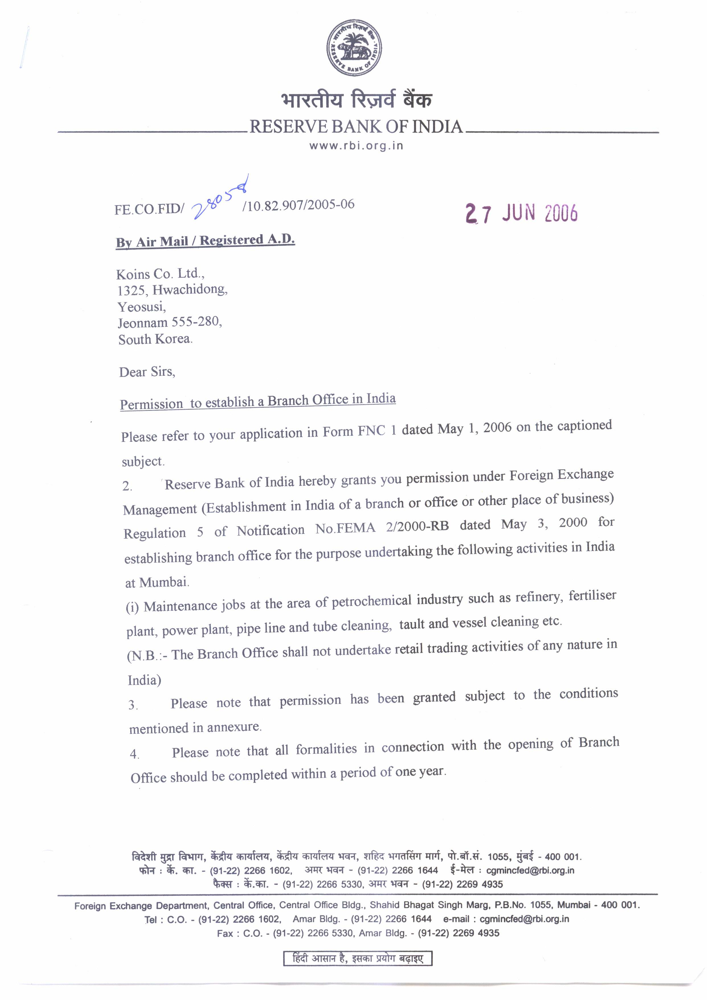 भारतीय रिज़र्व बैंक
RESERVE BANK OF INDIA
भारतीय रिज़र्व बैंक
RESERVE BANK OF INDIA
www.rbi.org.in
FE.CO.FID/ 28058 /10.82.907/2005-06
27 JUN 2006
By Air Mail / Registered A.D.
Koins Co. Ltd.,
1325, Hwachidong,
Yeosusi,
Jeonnam 555-280,
South Korea.
Dear Sirs,
Permission to establish a Branch Office in India
Please refer to your application in Form FNC 1 dated May 1, 2006 on the captioned
subject.
2. Reserve Bank of India hereby grants you permission under Foreign Exchange
Management (Establishment in India of a branch or office or other place of business)
Regulation 5 of Notification No.FEMA 2/2000-RB dated May 3, 2000 for
establishing branch office for the purpose undertaking the following activities in India
at Mumbai.
(i) Maintenance jobs at the area of petrochemical industry such as refinery, fertiliser
plant, power plant, pipe line and tube cleaning, tault and vessel cleaning etc.
(N.B.:- The Branch Office shall not undertake retail trading activities of any nature in
India)
3. Please note that permission has been granted subject to the conditions
mentioned in annexure.
4. Please note that all formalities in connection with the opening of Branch
Office should be completed within a period of one year.
विदेशी मुद्रा विभाग, केंद्रीय कार्यालय, केंद्रीय कार्यालय भवन, शहिद भगतसिंग मार्ग, पो.बॉ.सं. 1055, मुंबई - 400 001.
फोन : कें. का. - (91-22) 2266 1602, अमर भवन - (91-22) 2266 1644 ई-मेल : cgmincfed@rbi.org.in
फैक्स : कें.का. - (91-22) 2266 5330, अमर भवन - (91-22) 2269 4935
Foreign Exchange Department, Central Office, Central Office Bldg., Shahid Bhagat Singh Marg, P.B.No. 1055, Mumbai - 400 001.
Tel : C.O. - (91-22) 2266 1602, Amar Bldg. - (91-22) 2266 1644 e-mail : cgmincfed@rbi.org.in
Fax : C.O. - (91-22) 2266 5330, Amar Bldg. - (91-22) 2269 4935
हिंदी आसान है, इसका प्रयोग बढ़ाइए